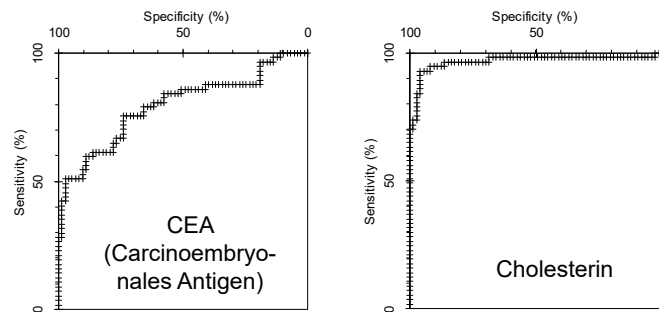 Specificity (%)
100 50 0
100
50
0
Sensitivity (%)
CEA
(Carcinoembryo-
nales Antigen)
Specificity (%)
100 50
100
50
0
Sensitivity (%)
Cholesterin